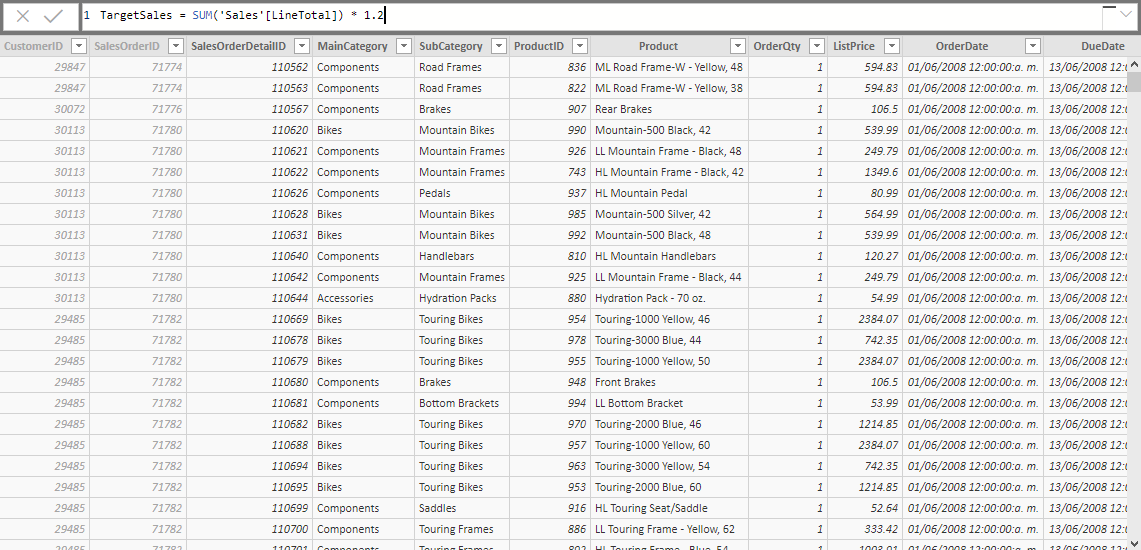 1 TargetSales = SUM('Sales'[LineTotal]) * 1.2
CustomerID SalesOrderID SalesOrderDetailID MainCategory SubCategory ProductID Product OrderQty ListPrice OrderDate DueDate
29847 71774 110562 Components Road Frames 836 ML Road Frame-W - Yellow, 48 1 594.83 01/06/2008 12:00:00:a. m. 13/06/2008 12:0
29847 71774 110563 Components Road Frames 822 ML Road Frame-W - Yellow, 38 1 594.83 01/06/2008 12:00:00:a. m. 13/06/2008 12:0
30072 71776 110567 Components Brakes 907 Rear Brakes 1 106.5 01/06/2008 12:00:00:a. m. 13/06/2008 12:0
30113 71780 110620 Bikes Mountain Bikes 990 Mountain-500 Black, 42 1 539.99 01/06/2008 12:00:00:a. m. 13/06/2008 12:0
30113 71780 110621 Components Mountain Frames 926 LL Mountain Frame - Black, 48 1 249.79 01/06/2008 12:00:00:a. m. 13/06/2008 12:0
30113 71780 110622 Components Mountain Frames 743 HL Mountain Frame - Black, 42 1 1349.6 01/06/2008 12:00:00:a. m. 13/06/2008 12:0
30113 71780 110626 Components Pedals 937 HL Mountain Pedal 1 80.99 01/06/2008 12:00:00:a. m. 13/06/2008 12:0
30113 71780 110628 Bikes Mountain Bikes 985 Mountain-500 Silver, 42 1 564.99 01/06/2008 12:00:00:a. m. 13/06/2008 12:0
30113 71780 110631 Bikes Mountain Bikes 992 Mountain-500 Black, 48 1 539.99 01/06/2008 12:00:00:a. m. 13/06/2008 12:0
30113 71780 110640 Components Handlebars 810 HL Mountain Handlebars 1 120.27 01/06/2008 12:00:00:a. m. 13/06/2008 12:0
30113 71780 110642 Components Mountain Frames 925 LL Mountain Frame - Black, 44 1 249.79 01/06/2008 12:00:00:a. m. 13/06/2008 12:0
30113 71780 110644 Accessories Hydration Packs 880 Hydration Pack - 70 oz. 1 54.99 01/06/2008 12:00:00:a. m. 13/06/2008 12:0
29485 71782 110669 Bikes Touring Bikes 954 Touring-1000 Yellow, 46 1 2384.07 01/06/2008 12:00:00:a. m. 13/06/2008 12:0
29485 71782 110678 Bikes Touring Bikes 978 Touring-3000 Blue, 44 1 742.35 01/06/2008 12:00:00:a. m. 13/06/2008 12:0
29485 71782 110679 Bikes Touring Bikes 955 Touring-1000 Yellow, 50 1 2384.07 01/06/2008 12:00:00:a. m. 13/06/2008 12:0
29485 71782 110680 Components Brakes 948 Front Brakes 1 106.5 01/06/2008 12:00:00:a. m. 13/06/2008 12:0
29485 71782 110681 Components Bottom Brackets 994 LL Bottom Bracket 1 53.99 01/06/2008 12:00:00:a. m. 13/06/2008 12:0
29485 71782 110682 Bikes Touring Bikes 970 Touring-2000 Blue, 46 1 1214.85 01/06/2008 12:00:00:a. m. 13/06/2008 12:0
29485 71782 110688 Bikes Touring Bikes 957 Touring-1000 Yellow, 60 1 2384.07 01/06/2008 12:00:00:a. m. 13/06/2008 12:0
29485 71782 110694 Bikes Touring Bikes 963 Touring-3000 Yellow, 54 1 742.35 01/06/2008 12:00:00:a. m. 13/06/2008 12:0
29485 71782 110695 Bikes Touring Bikes 953 Touring-2000 Blue, 60 1 1214.85 01/06/2008 12:00:00:a. m. 13/06/2008 12:0
29485 71782 110699 Components Saddles 916 HL Touring Seat/Saddle 1 52.64 01/06/2008 12:00:00:a. m. 13/06/2008 12:0
29485 71782 110700 Components Touring Frames 886 LL Touring Frame - Yellow, 62 1 333.42 01/06/2008 12:00:00:a. m. 13/06/2008 12:0
29485 71782 110701 Components Touring Frames 892 HL Touring Frame - Blue, 54 1 1003.91 01/06/2008 12:00:00:a. m. 13/06/2008 12:0